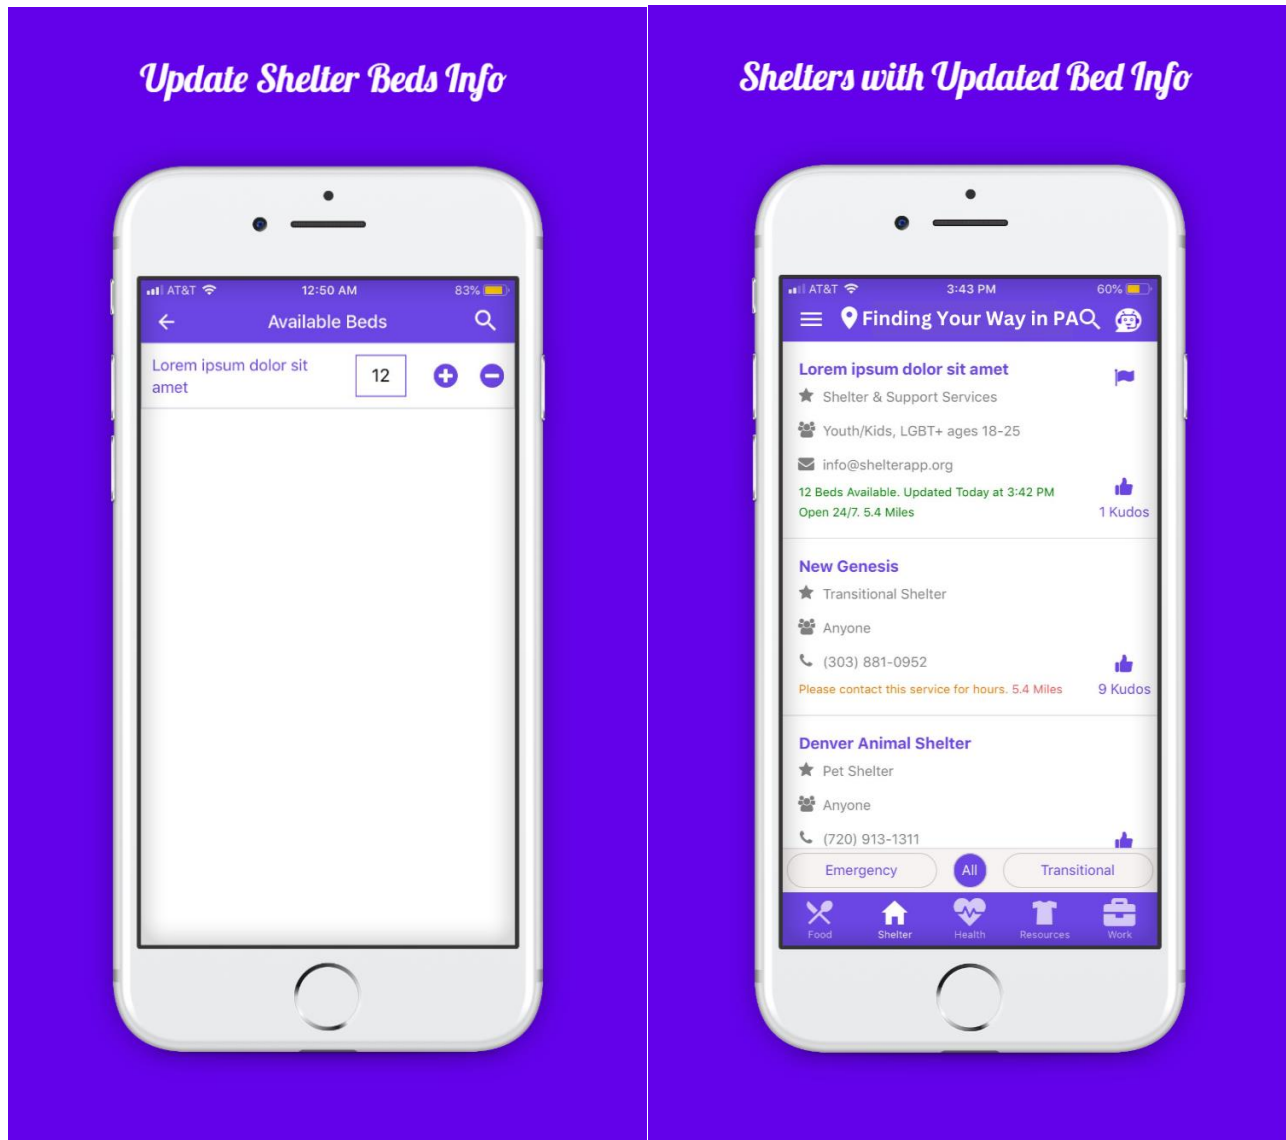 Update Shelter Beds Info
AT&T 12:50 AM 83%
Available Beds
Lorem ipsum dolor sit
amet
12
Shelters with Updated Bed Info
AT&T 3:43 PM 60%
Finding Your Way in PA
Lorem ipsum dolor sit amet
Shelter & Support Services
Youth/Kids, LGBT+ ages 18-25
info@shelterapp.org
12 Beds Available. Updated Today at 3:42 PM
Open 24/7. 5.4 Miles
1 Kudos
New Genesis
Transitional Shelter
Anyone
(303) 881-0952
Please contact this service for hours. 5.4 Miles
9 Kudos
Denver Animal Shelter
Pet Shelter
Anyone
(720) 913-1311
Emergency All Transitional
Food Shelter Health Resources Work